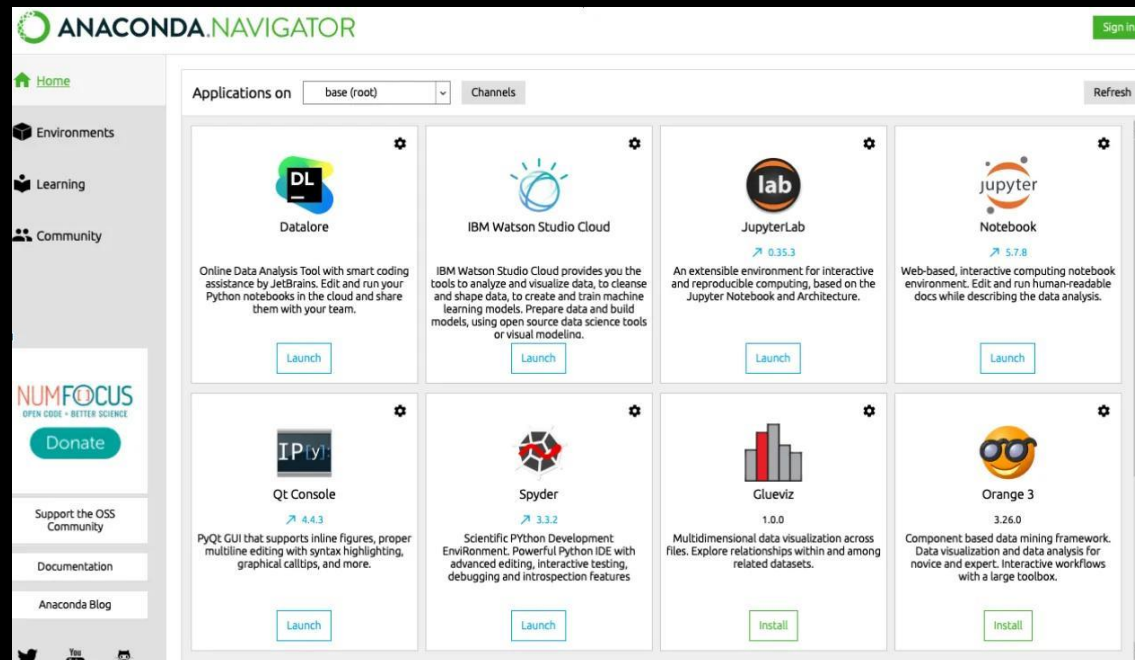 ANACONDA.NAVIGATOR
Sign in
Home
Environments
Learning
Community
NUMFOCUS
OPEN CODE = BETTER SCIENCE
Donate
Support the OSS
Community
Documentation
Anaconda Blog
You
Applications on
base (root)
Channels
Refresh
DL
Datalore
Online Data Analysis Tool with smart coding
assistance by JetBrains. Edit and run your
Python notebooks in the cloud and share
them with your team.
Launch
IBM Watson Studio Cloud
IBM Watson Studio Cloud provides you the
tools to analyze and visualize data, to cleanse
and shape data, to create and train machine
learning models. Prepare data and build
models, using open source data science tools
or visual modeling.
Launch
lab
JupyterLab
0.35.3
An extensible environment for interactive
and reproducible computing, based on the
Jupyter Notebook and Architecture.
Launch
jupyter
Notebook
5.7.8
Web-based, interactive computing notebook
environment. Edit and run human-readable
docs while describing the data analysis.
Launch
IP[y]:
Qt Console
4.4.3
PyQt GUI that supports inline figures, proper
multiline editing with syntax highlighting,
graphical calltips, and more.
Launch
Spyder
3.3.2
Scientific PYthon Development
EnviRonment. Powerful Python IDE with
advanced editing, interactive testing,
debugging and introspection features
Launch
Glueviz
1.0.0
Multidimensional data visualization across
files. Explore relationships within and among
related datasets.
Install
Orange 3
3.26.0
Component based data mining framework.
Data visualization and data analysis for
novice and expert. Interactive workflows
with a large toolbox.
Install